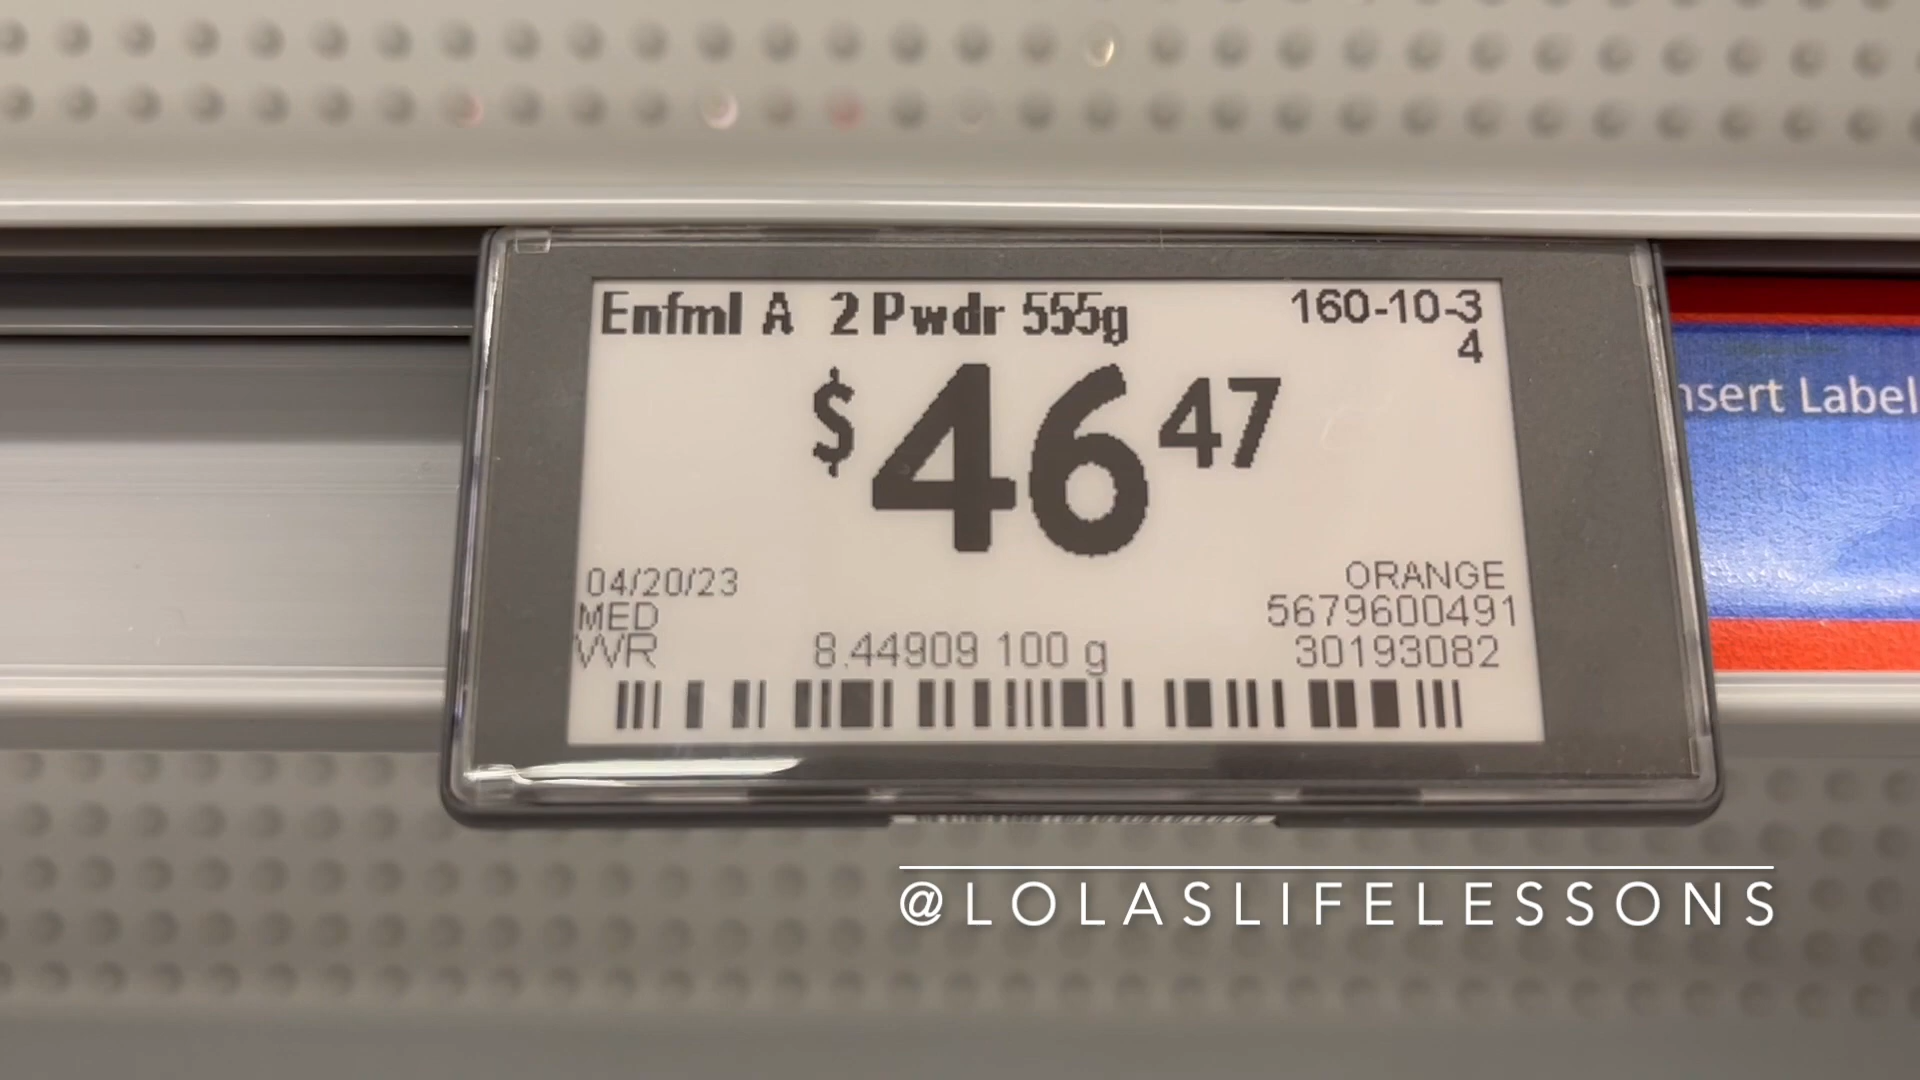 Enfml A 2 Pwdr 555g
160-10-3
4
$46 47
04/20/23
MED
WR
8.44909 100 g
ORANGE
5679600491
30193082
nsert Label
@LOLASLIFELESSONS